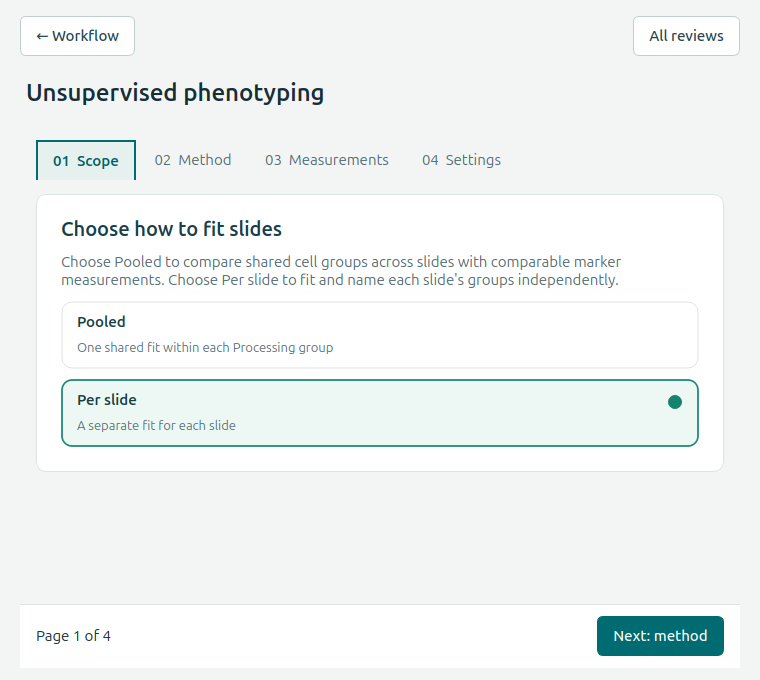 ← Workflow
All reviews
Unsupervised phenotyping
01 Scope
02 Method
03 Measurements
04 Settings
Choose how to fit slides
Choose Pooled to compare shared cell groups across slides with comparable marker
measurements. Choose Per slide to fit and name each slide's groups independently.
Pooled
One shared fit within each Processing group
Per slide
A separate fit for each slide
Page 1 of 4
Next: method